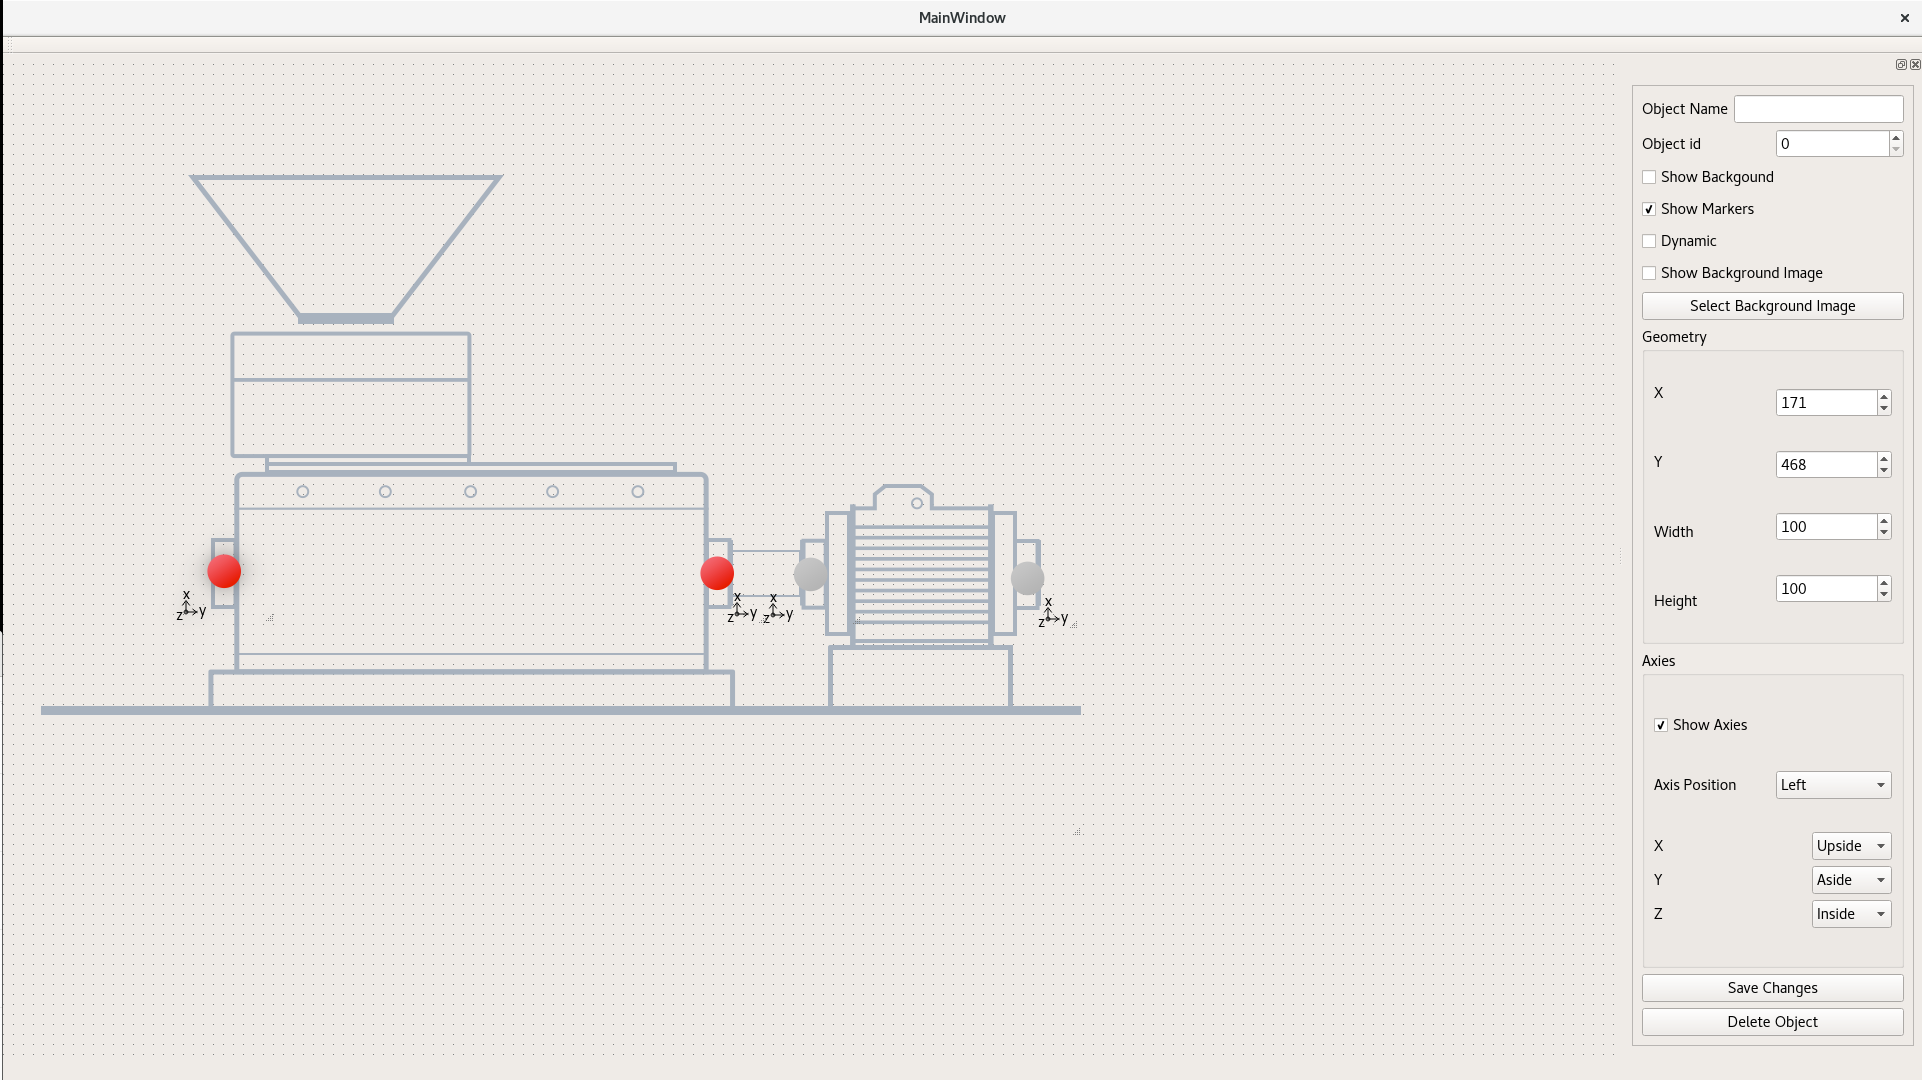 MainWindow
Object Name
Object id 0
Show Backgound
Show Markers
Dynamic
Show Background Image
Select Background Image
Geometry
X 171
Y 468
Width 100
Height 100
Axies
Show Axies
Axis Position Left
X Upside
Y Aside
Z Inside
Save Changes
Delete Object
x
z y
x
z y
x
z y
x
z y